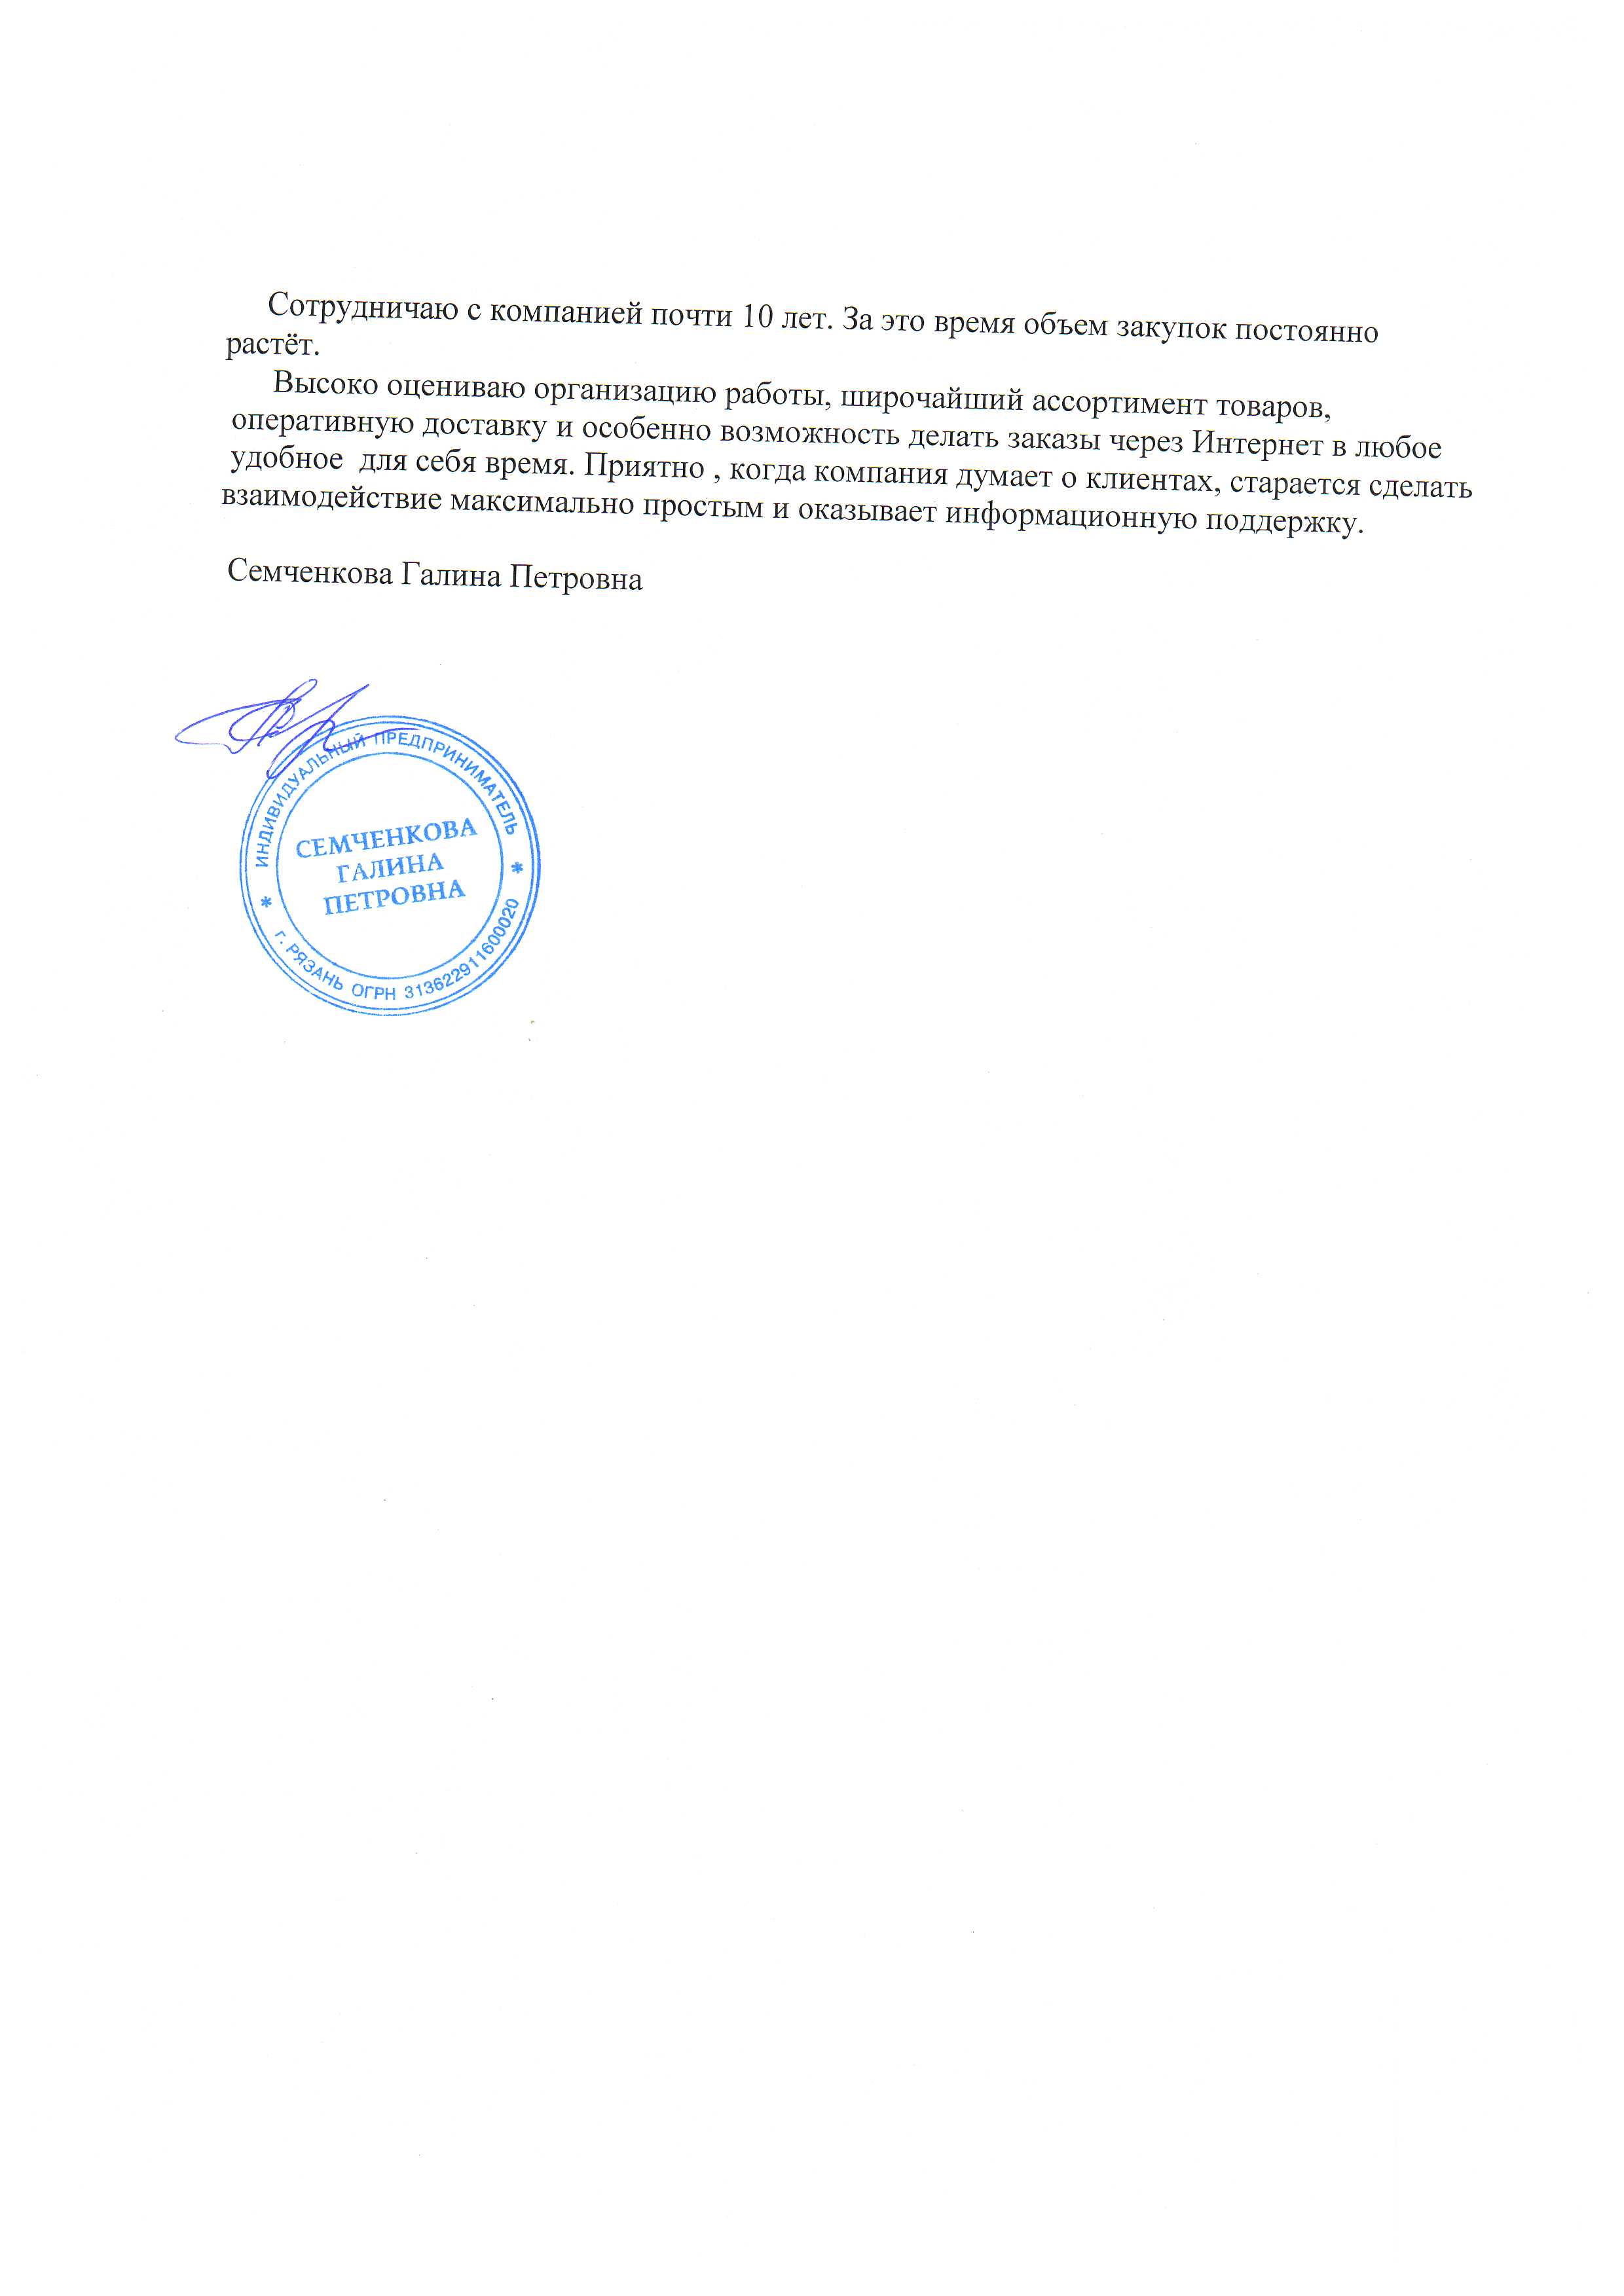 Сотрудничаю с компанией почти 10 лет. За это время объем закупок постоянно
растёт.
Высоко оцениваю организацию работы, широчайший ассортимент товаров,
оперативную доставку и особенно возможность делать заказы через Интернет в любое
удобное  для себя время. Приятно , когда компания думает о клиентах, старается сделать
взаимодействие максимально простым и оказывает информационную поддержку.
Семченкова Галина Петровна
ИНДИВИДУАЛЬНЫЙ ПРЕДПРИНИМАТЕЛЬ
СЕМЧЕНКОВА
ГАЛИНА
ПЕТРОВНА
* г. РЯЗАНЬ ОГРН 313622911600020 *